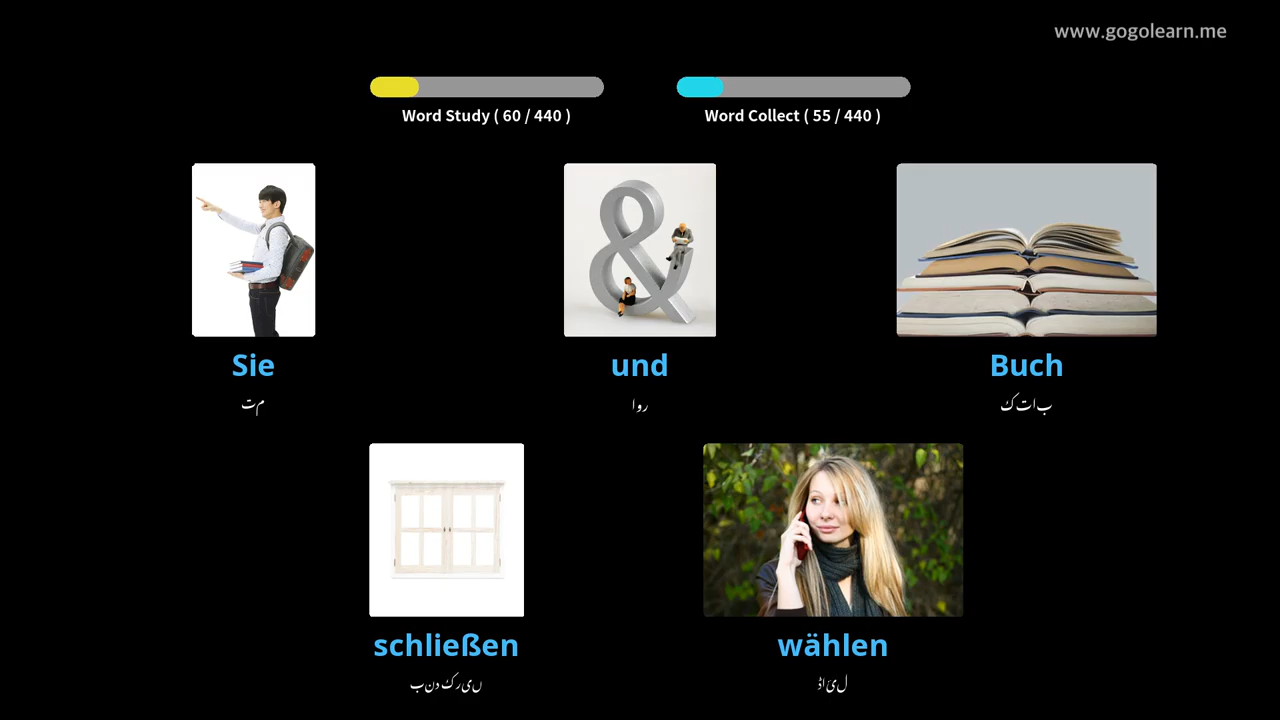 www.gogolearn.me
Word Study ( 60 / 440 )
Word Collect ( 55 / 440 )
Sie
تم
und
اور
Buch
کتاب
schließen
بند کریں
wählen
ڈائل